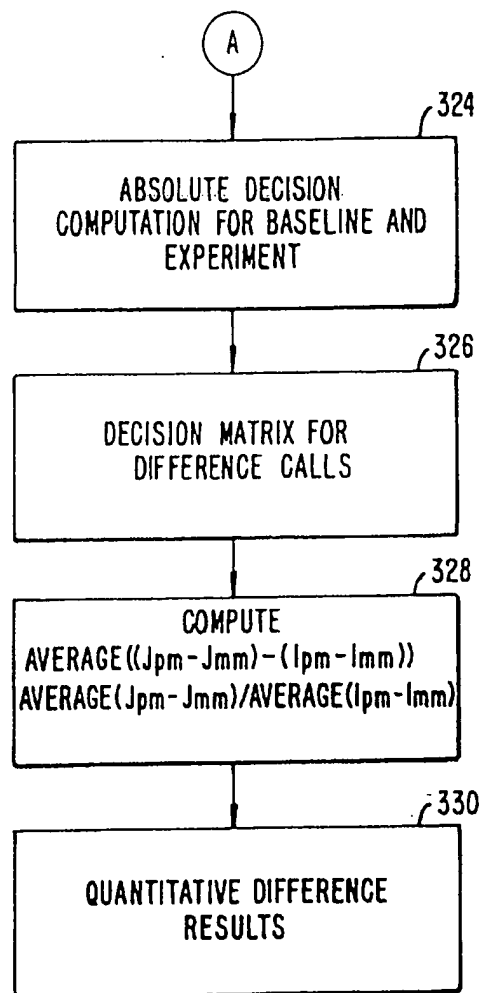 A
324
ABSOLUTE DECISION
COMPUTATION FOR BASELINE AND
EXPERIMENT
326
DECISION MATRIX FOR
DIFFERENCE CALLS
328
COMPUTE
AVERAGE((Jpm-Jmm)-(Ipm-Imm))
AVERAGE(Jpm-Jmm)/AVERAGE(Ipm-Imm)
330
QUANTITATIVE DIFFERENCE
RESULTS